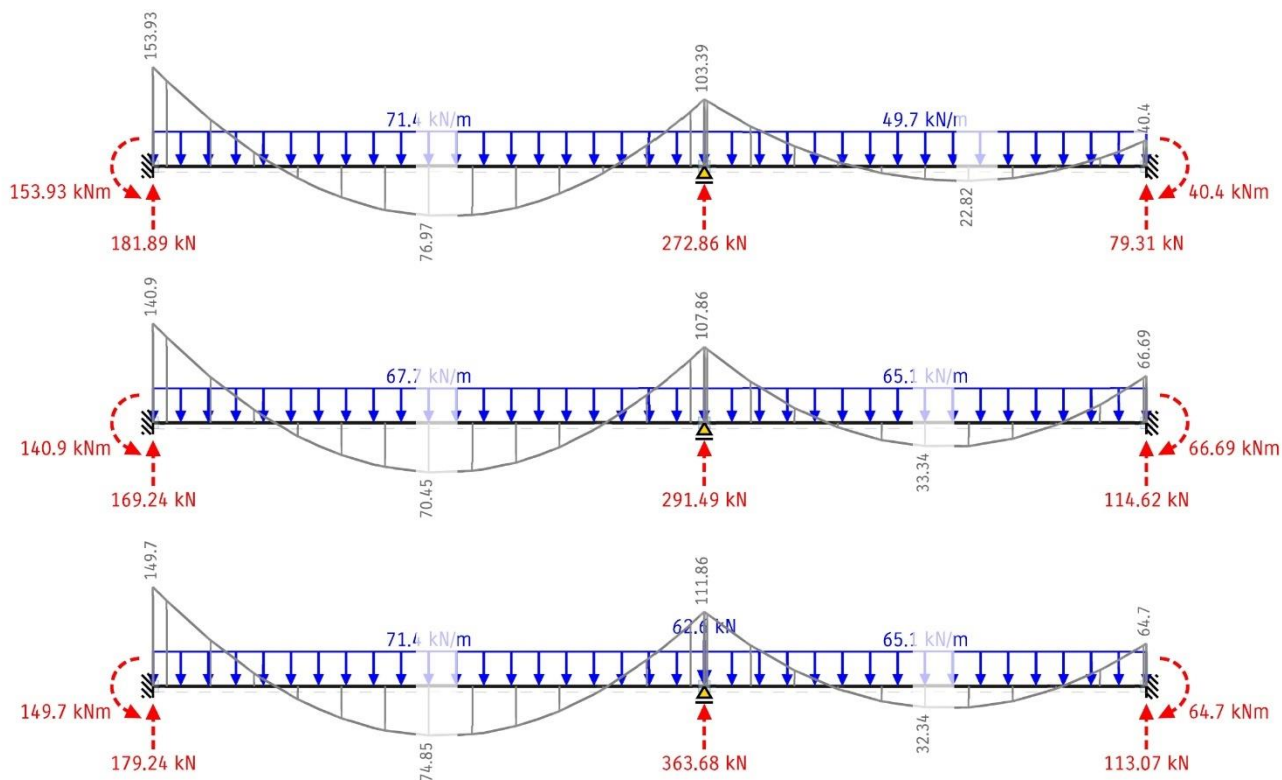 153.93
103.39
71.4 kN/m
49.7 kN/m
40.4
153.93 kNm
40.4 kNm
181.89 kN
76.97
272.86 kN
22.82
79.31 kN
140.9
107.86
67.7 kN/m
65.1 kN/m
66.69
140.9 kNm
66.69 kNm
169.24 kN
70.45
291.49 kN
33.34
114.62 kN
149.7
111.86
71.4 kN/m
62.6 kN
65.1 kN/m
64.7
149.7 kNm
64.7 kNm
179.24 kN
74.85
363.68 kN
32.34
113.07 kN